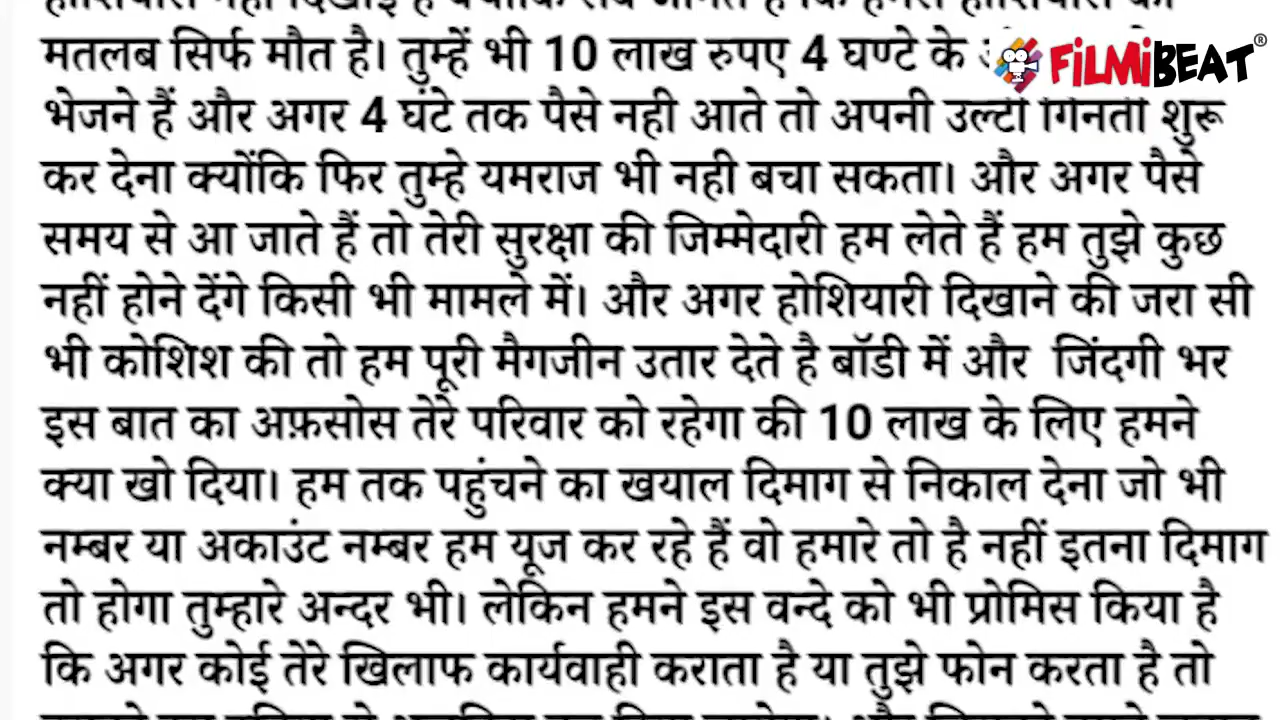 मतलब सिर्फ मौत है। तुम्हें भी 10 लाख रुपए 4 घण्टे के
FILMiBEAT®
भेजने हैं और अगर 4 घंटे तक पैसे नही आते तो अपनी उल्टी गिनती शुरू
कर देना क्योंकि फिर तुम्हे यमराज भी नही बचा सकता। और अगर पैसे
समय से आ जाते हैं तो तेरी सुरक्षा की जिम्मेदारी हम लेते हैं हम तुझे कुछ
नहीं होने देंगे किसी भी मामले में। और अगर होशियारी दिखाने की जरा सी
भी कोशिश की तो हम पूरी मैगजीन उतार देते है बॉडी में और जिंदगी भर
इस बात का अफ़सोस तेरे परिवार को रहेगा की 10 लाख के लिए हमने
क्या खो दिया। हम तक पहुंचने का खयाल दिमाग से निकाल देना जो भी
नम्बर या अकाउंट नम्बर हम यूज कर रहे हैं वो हमारे तो है नहीं इतना दिमाग
तो होगा तुम्हारे अन्दर भी। लेकिन हमने इस वन्दे को भी प्रोमिस किया है
कि अगर कोई तेरे खिलाफ कार्यवाही कराता है या तुझे फोन करता है तो